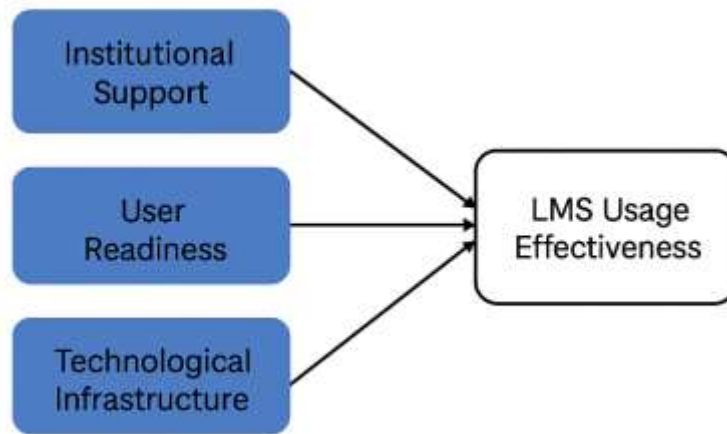 Institutional
Support
User
Readiness
Technological
Infrastructure
LMS Usage
Effectiveness